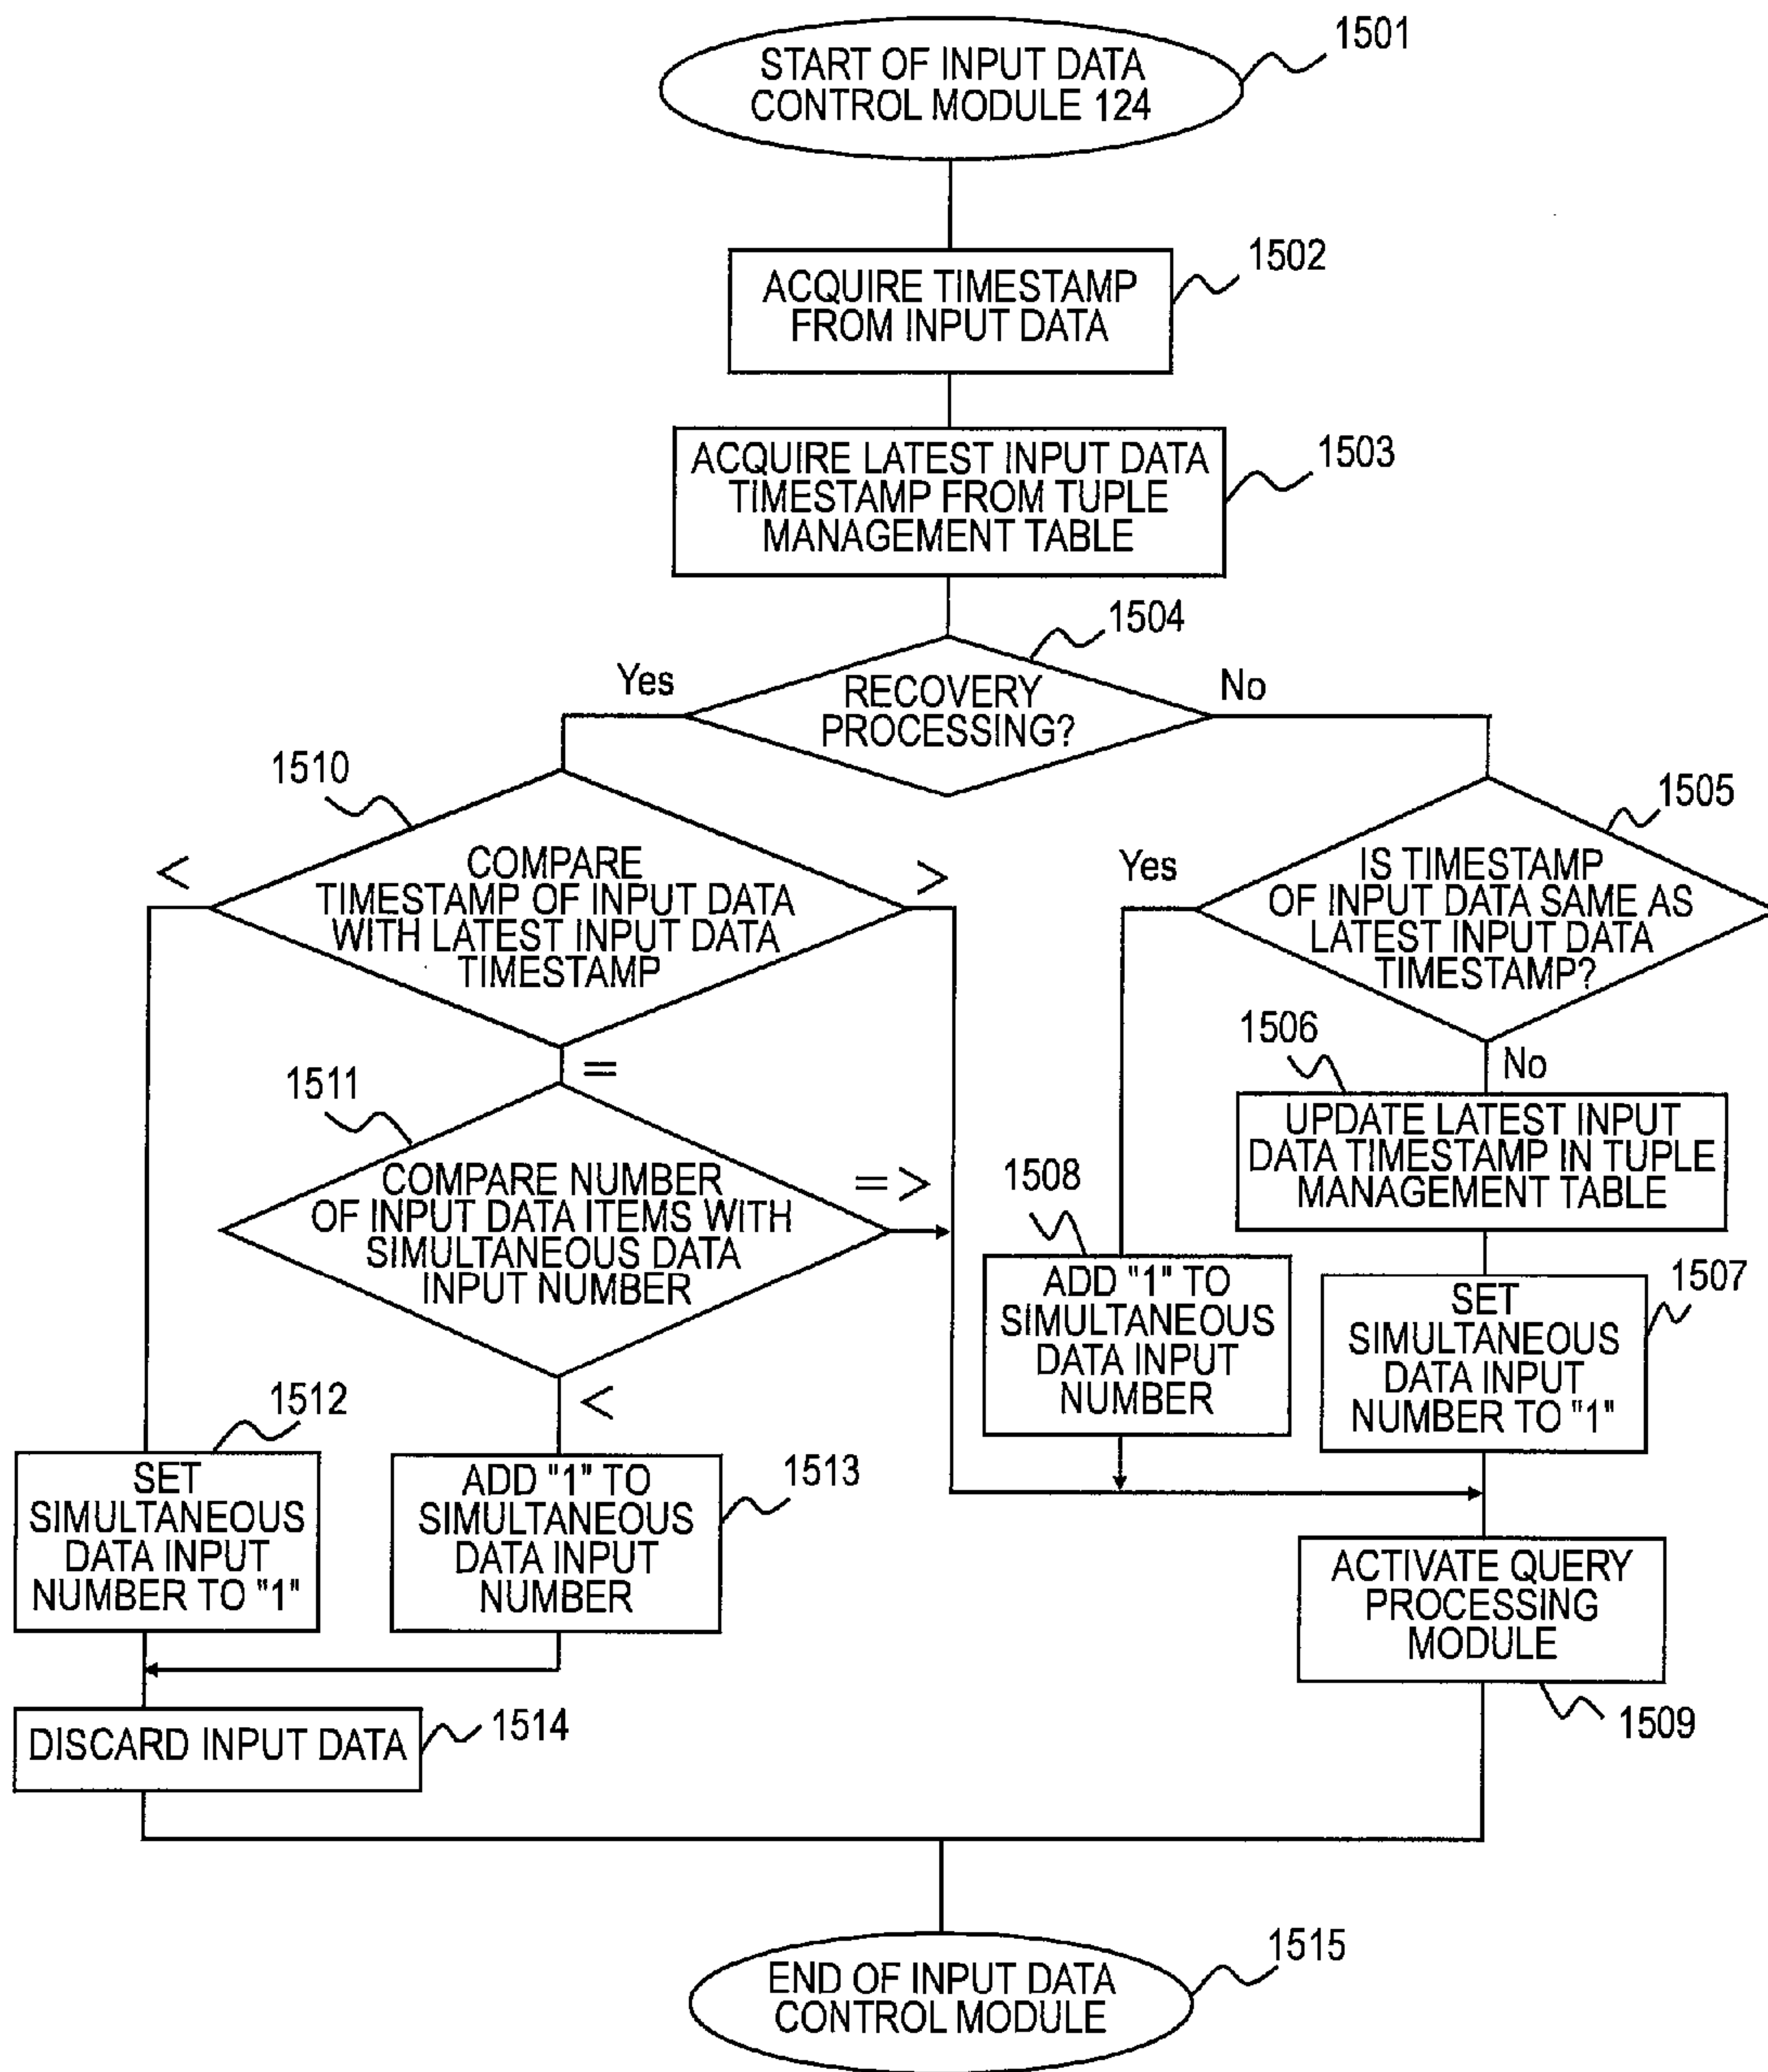 START OF INPUT DATA
CONTROL MODULE 124
1501
ACQUIRE TIMESTAMP
FROM INPUT DATA
1502
ACQUIRE LATEST INPUT DATA
TIMESTAMP FROM TUPLE
MANAGEMENT TABLE
1503
1504
RECOVERY
PROCESSING?
Yes
No
1510
COMPARE
TIMESTAMP OF INPUT DATA
WITH LATEST INPUT DATA
TIMESTAMP
<
>
=
1505
IS TIMESTAMP
OF INPUT DATA SAME AS
LATEST INPUT DATA
TIMESTAMP?
Yes
No
1506
UPDATE LATEST INPUT
DATA TIMESTAMP IN TUPLE
MANAGEMENT TABLE
1511
COMPARE NUMBER
OF INPUT DATA ITEMS WITH
SIMULTANEOUS DATA
INPUT NUMBER
= >
<
1508
ADD "1" TO
SIMULTANEOUS
DATA INPUT
NUMBER
1507
SET
SIMULTANEOUS
DATA INPUT
NUMBER TO "1"
1512
SET
SIMULTANEOUS
DATA INPUT
NUMBER TO "1"
1513
ADD "1" TO
SIMULTANEOUS
DATA INPUT
NUMBER
ACTIVATE QUERY
PROCESSING
MODULE
1509
DISCARD INPUT DATA
1514
END OF INPUT DATA
CONTROL MODULE
1515